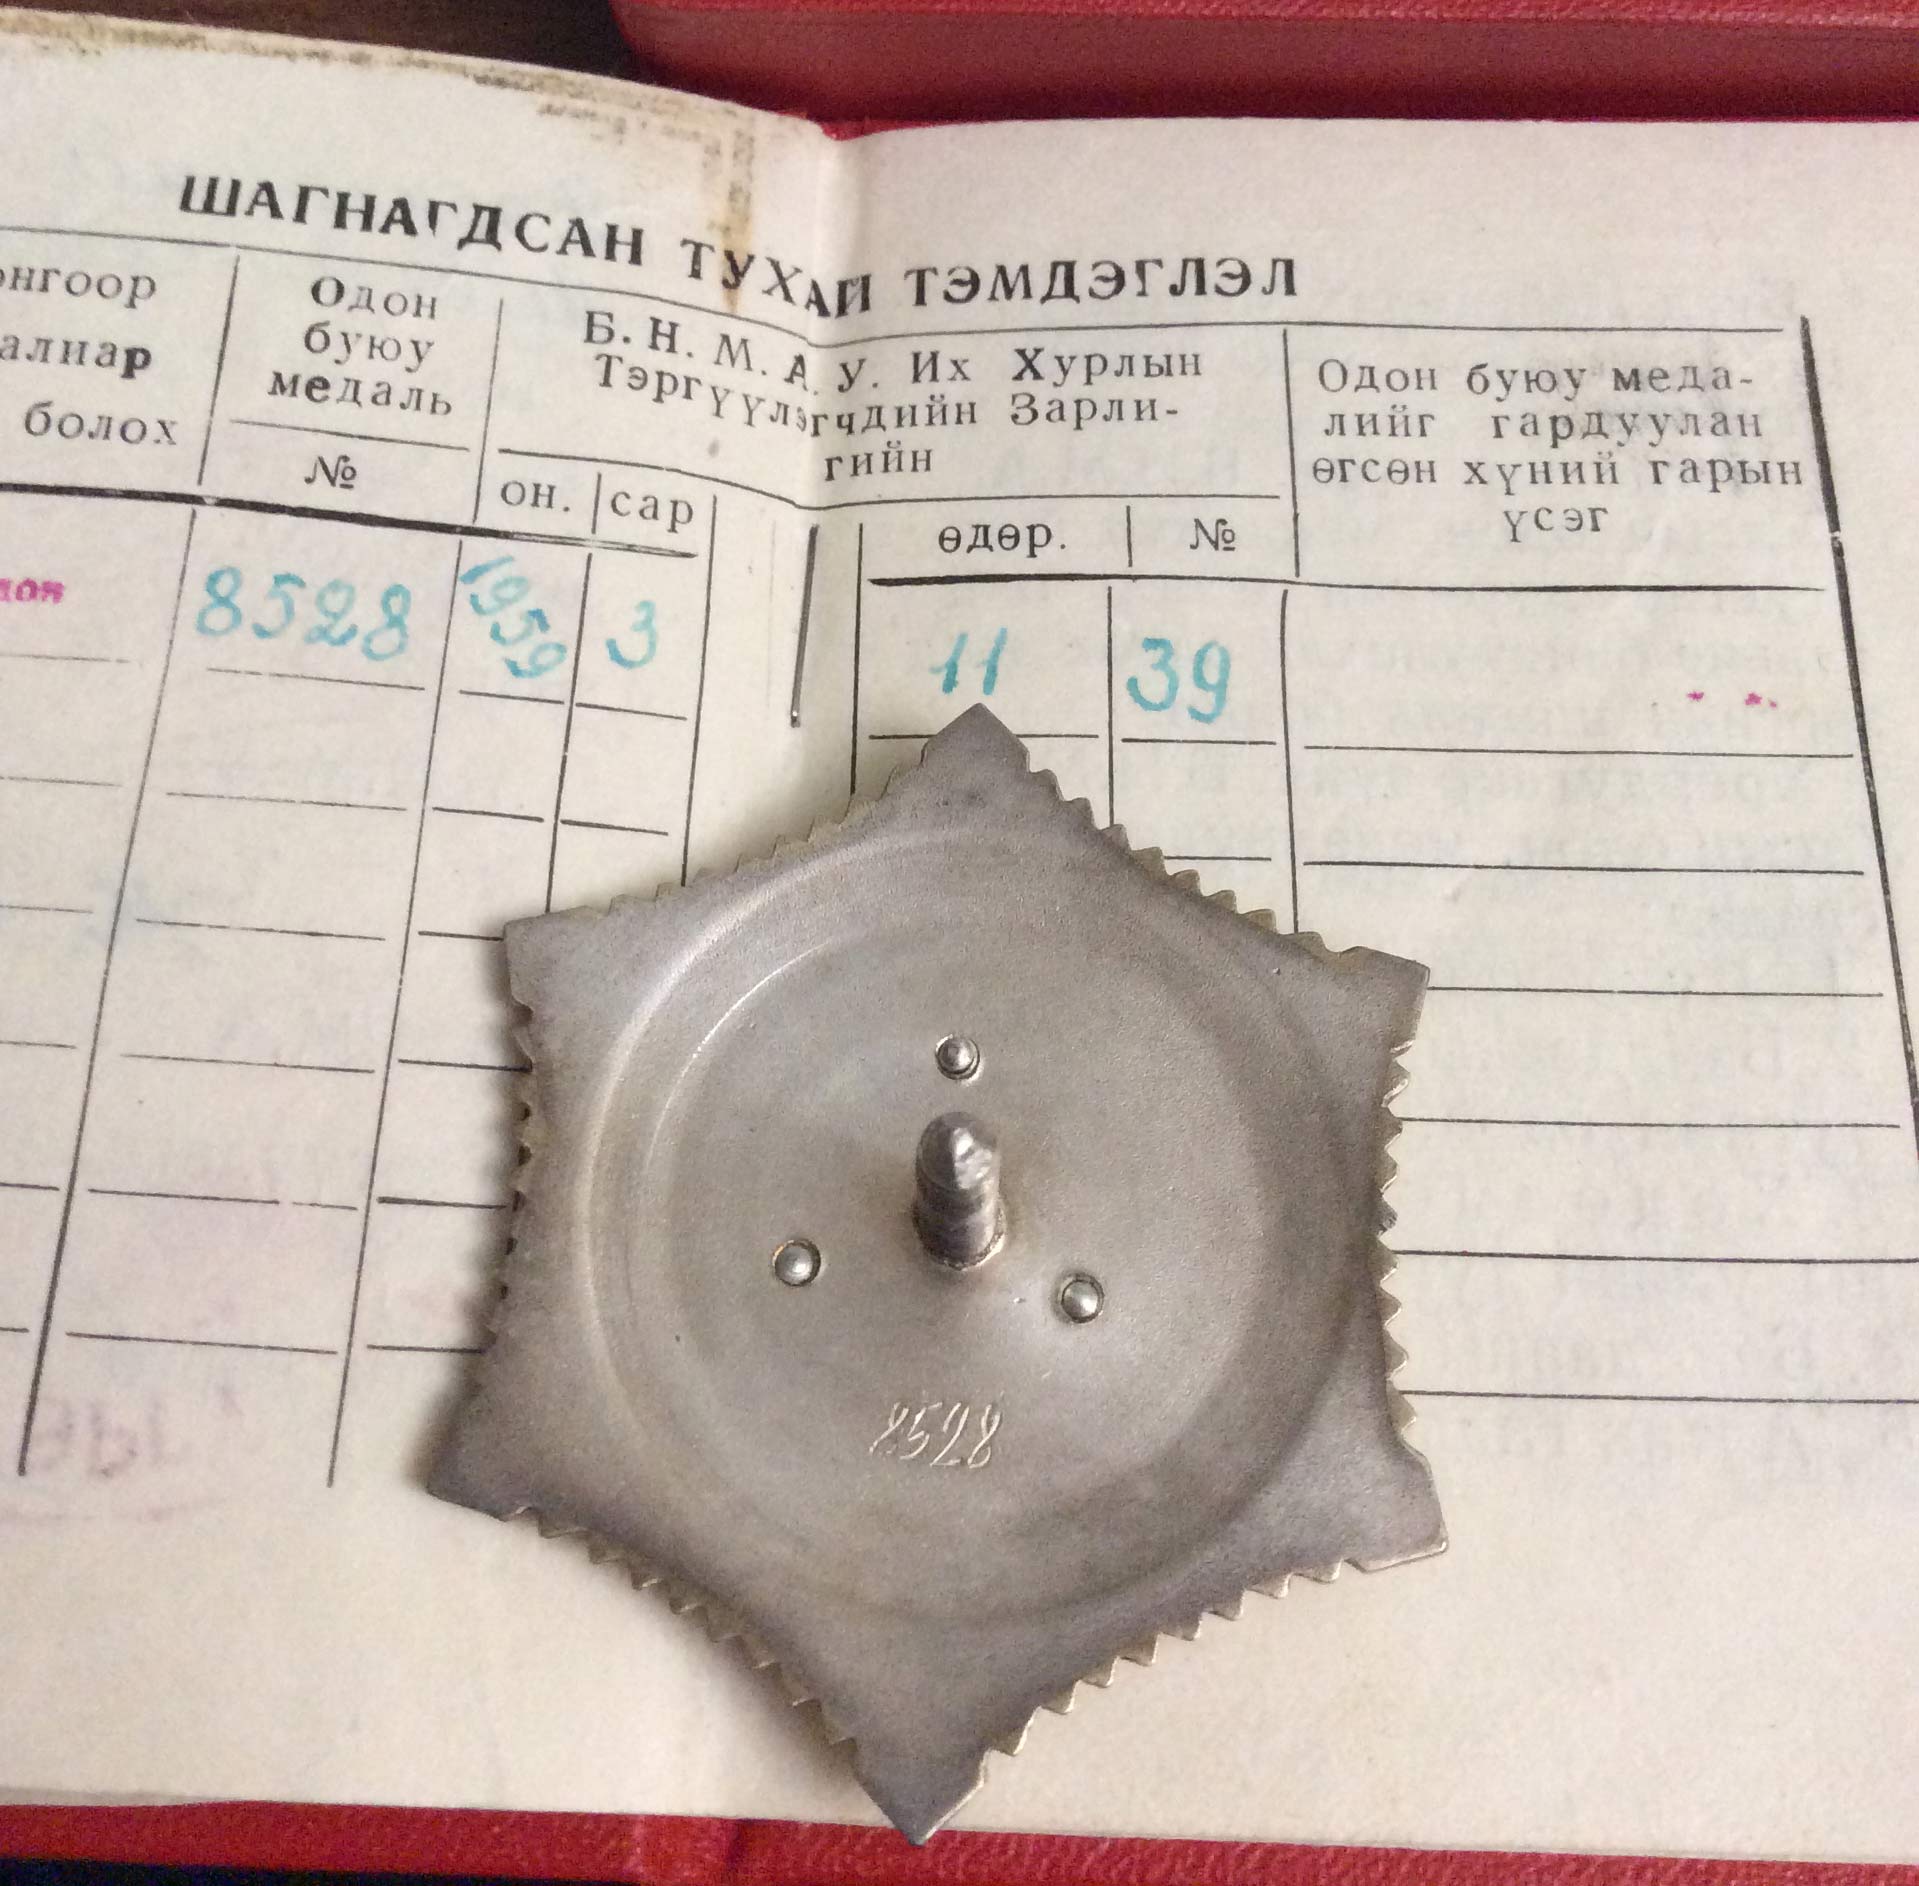 ШАГНАГДСАН ТУХАЙ ТЭМДЭГЛЭЛ
онгоор
алиар
болох
Одон
буюу
медаль
№
Б. Н. М. А. У. Их Хурлын
Тэргүүлэгчдийн Зарли-
гийн
он. сар
өдөр. №
Одон буюу меда-
лийг гардуулан
өгсөн хүний гарын
үсэг
8528 1959 3 11 39
8528